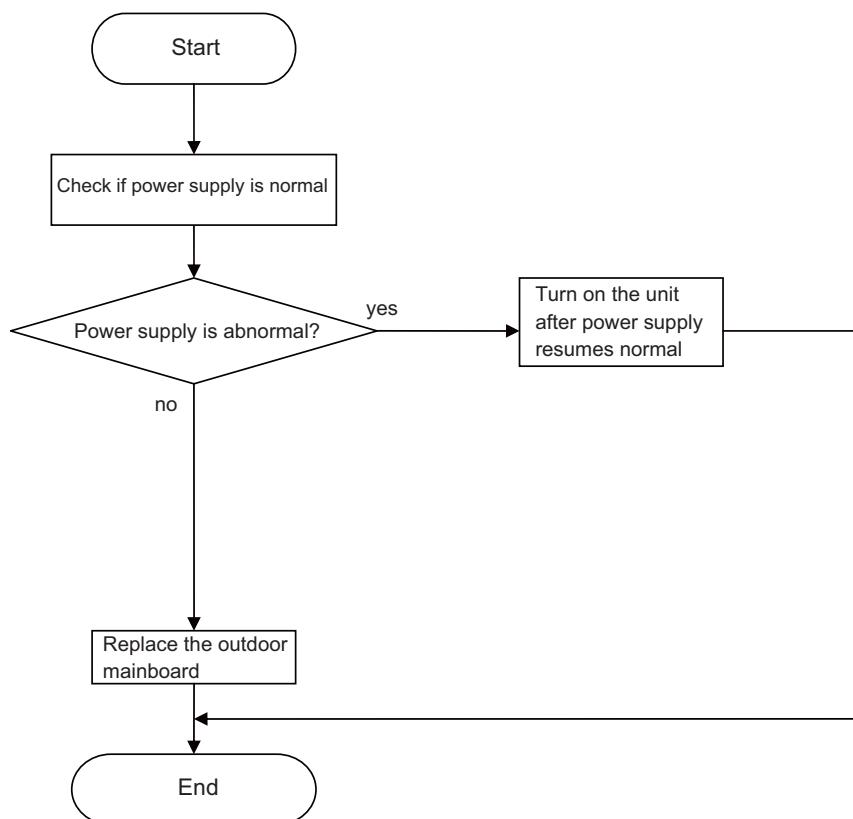 Start
Check if power supply is normal
Power supply is abnormal?
yes
Turn on the unit
after power supply
resumes normal
no
Replace the outdoor
mainboard
End